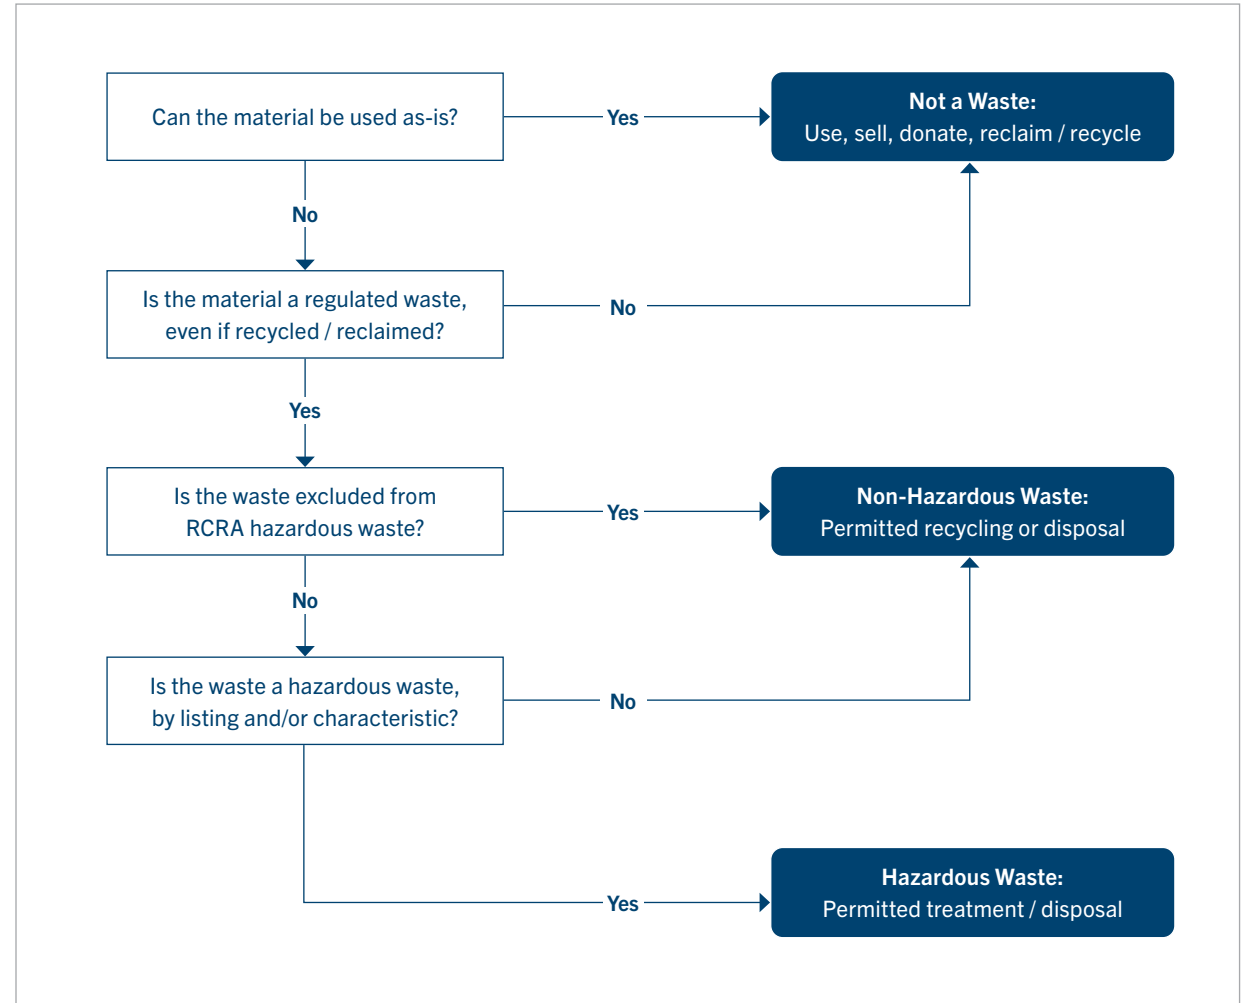 Can the material be used as-is?
Yes
Not a Waste:
Use, sell, donate, reclaim / recycle
No
Is the material a regulated waste,
even if recycled / reclaimed?
No
Yes
Is the waste excluded from
RCRA hazardous waste?
Yes
Non-Hazardous Waste:
Permitted recycling or disposal
No
Is the waste a hazardous waste,
by listing and/or characteristic?
No
Yes
Hazardous Waste:
Permitted treatment / disposal